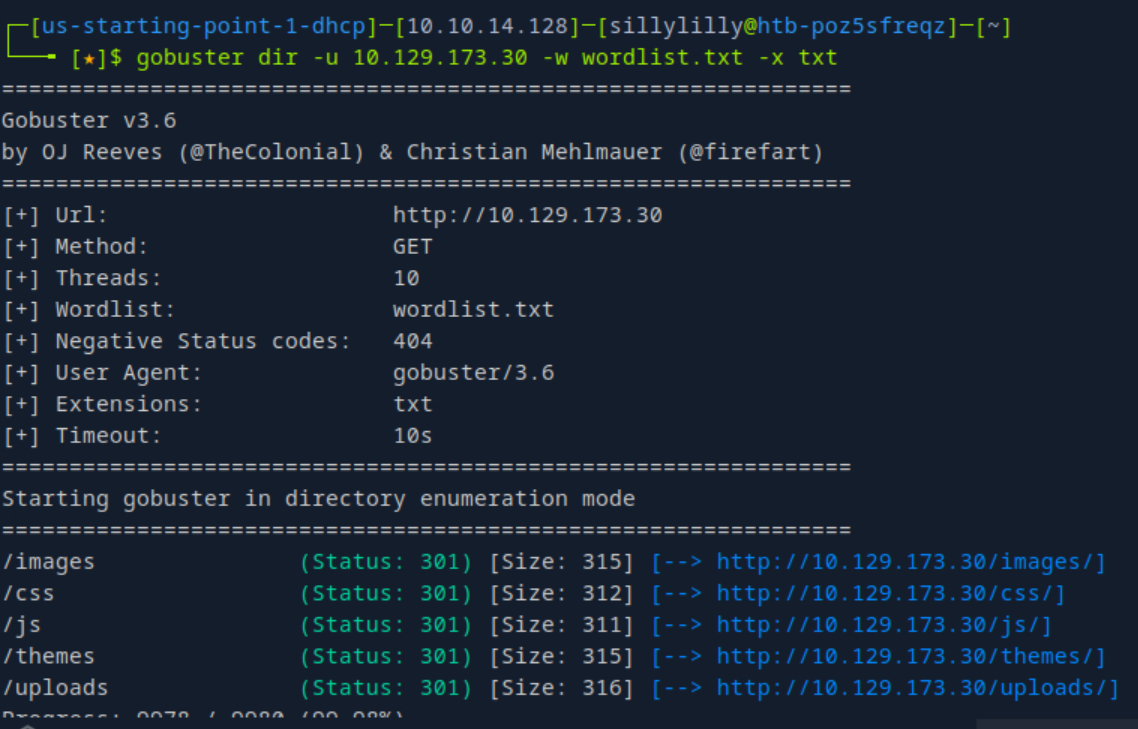 ┌─[us-starting-point-1-dhcp]─[10.10.14.128]─[sillylilly@htb-poz5sfreqz]─[~]
└──╼ [★]$ gobuster dir -u 10.129.173.30 -w wordlist.txt -x txt
===============================================================
Gobuster v3.6
by OJ Reeves (@TheColonial) & Christian Mehlmauer (@firefart)
===============================================================
[+] Url:                     http://10.129.173.30
[+] Method:                  GET
[+] Threads:                 10
[+] Wordlist:                wordlist.txt
[+] Negative Status codes:   404
[+] User Agent:              gobuster/3.6
[+] Extensions:              txt
[+] Timeout:                 10s
===============================================================
Starting gobuster in directory enumeration mode
===============================================================
/images               (Status: 301) [Size: 315] [--> http://10.129.173.30/images/]
/css                  (Status: 301) [Size: 312] [--> http://10.129.173.30/css/]
/js                   (Status: 301) [Size: 311] [--> http://10.129.173.30/js/]
/themes               (Status: 301) [Size: 315] [--> http://10.129.173.30/themes/]
/uploads              (Status: 301) [Size: 316] [--> http://10.129.173.30/uploads/]
Progress: 9978 / 9980 (99.98%)